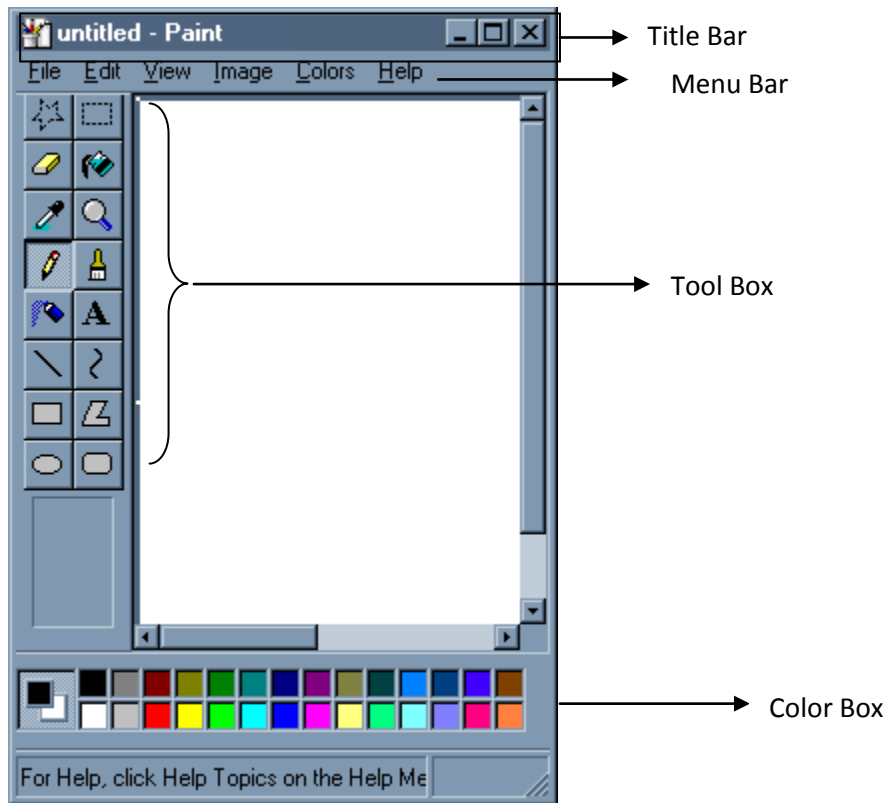 untitled - Paint
Title Bar
File Edit View Image Colors Help
Menu Bar
A
Tool Box
Color Box
For Help, click Help Topics on the Help Me